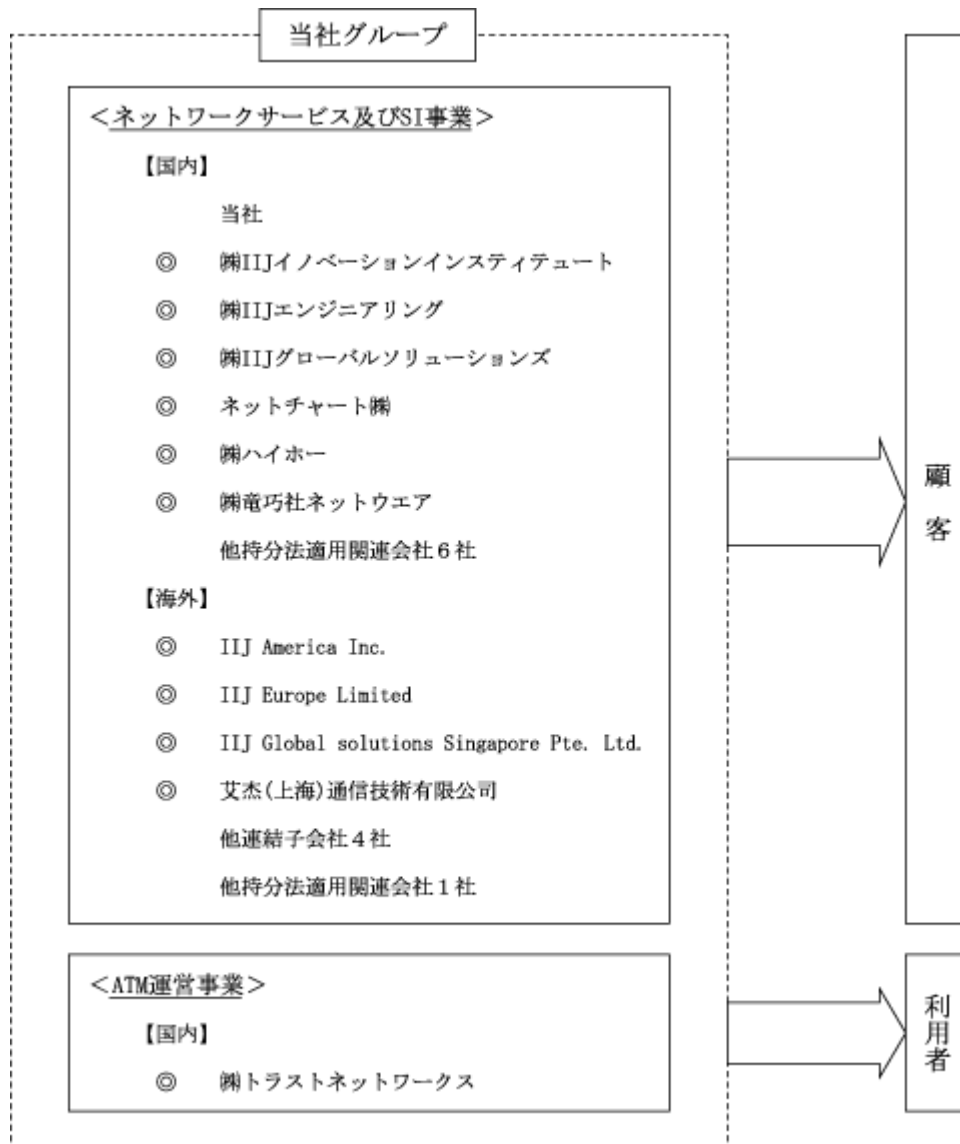 当社グループ
＜ネットワークサービス及びSI事業＞
【国内】
当社
◎ ㈱IIJイノベーションインスティテュート
◎ ㈱IIJエンジニアリング
◎ ㈱IIJグローバルソリューションズ
◎ ネットチャート㈱
◎ ㈱ハイホー
◎ ㈱竜巧社ネットウエア
他持分法適用関連会社６社
【海外】
◎ IIJ America Inc.
◎ IIJ Europe Limited
◎ IIJ Global solutions Singapore Pte. Ltd.
◎ 艾杰(上海)通信技術有限公司
他連結子会社４社
他持分法適用関連会社１社
顧客
＜ATM運営事業＞
【国内】
◎ ㈱トラストネットワークス
利用者